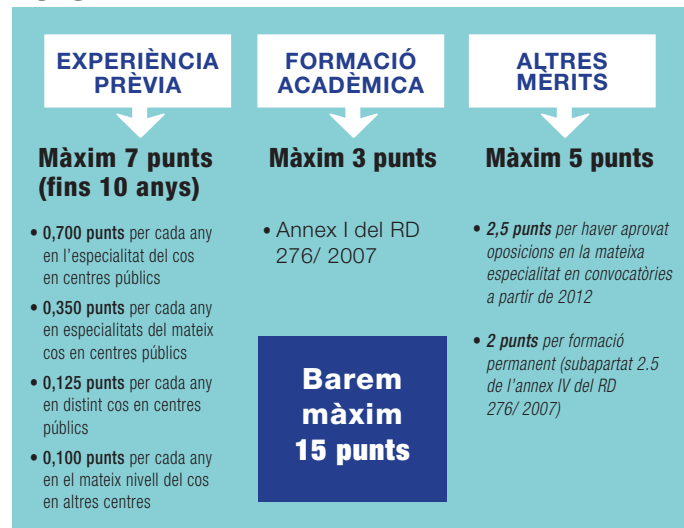 EXPERIÈNCIA
PRÈVIA
Màxim 7 punts
(fins 10 anys)
• 0,700 punts per cada any
en l'especialitat del cos
en centres públics
• 0,350 punts per cada any
en especialitats del mateix
cos en centres públics
• 0,125 punts per cada any
en distint cos en centres
públics
• 0,100 punts per cada any
en el mateix nivell del cos
en altres centres
FORMACIÓ
ACADÈMICA
Màxim 3 punts
• Annex I del RD
276/ 2007
Barem
màxim
15 punts
ALTRES
MÈRITS
Màxim 5 punts
• 2,5 punts per haver aprovat
oposicions en la mateixa
especialitat en convocatòries
a partir de 2012
• 2 punts per formació
permanent (subapartat 2.5
de l'annex IV del RD
276/ 2007)